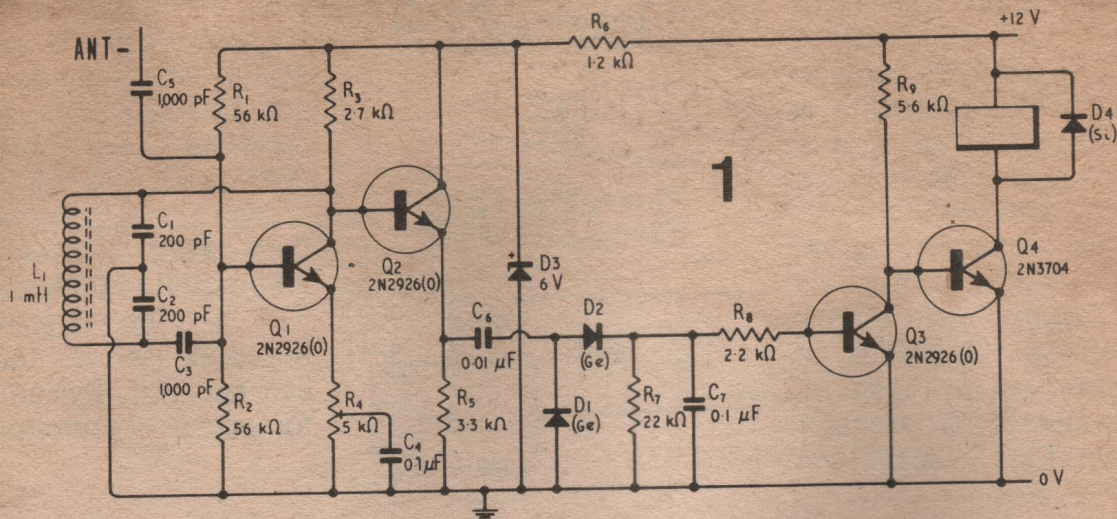 ANT-
C5
1,000 pF
R1
56 kΩ
R3
2·7 kΩ
R6
1·2 kΩ
+12 V
R9
5·6 kΩ
D4
(Si)
1
C1
200 pF
L1
1 mH
C2
200 pF
C3
1,000 pF
Q1
2N2926(0)
Q2
2N2926(0)
+
D3
6 V
Q4
2N3704
C6
0·01 µF
D2
(Ge)
R8
2·2 kΩ
Q3
2N2926(0)
R2
56 kΩ
R4
5 kΩ
C4
0·1µF
R5
3·3 kΩ
D1
(Ge)
R7
22 kΩ
C7
0·1 µF
0 V